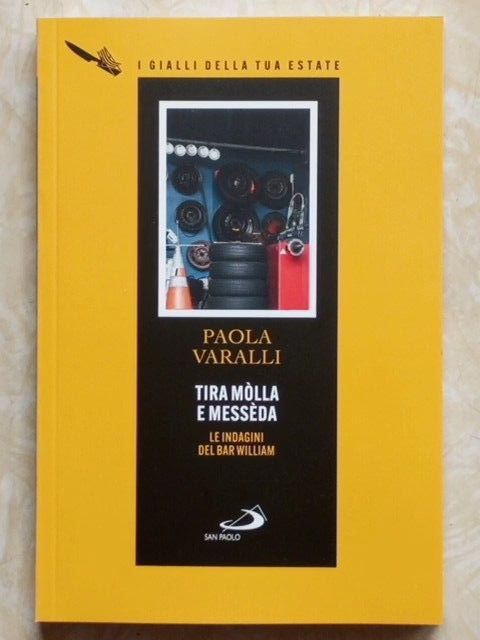 I GIALLI DELLA TUA ESTATE
PAOLA
VARALLI
TIRA MÒLLA
E MESSÈDA
LE INDAGINI
DEL BAR WILLIAM
SAN PAOLO